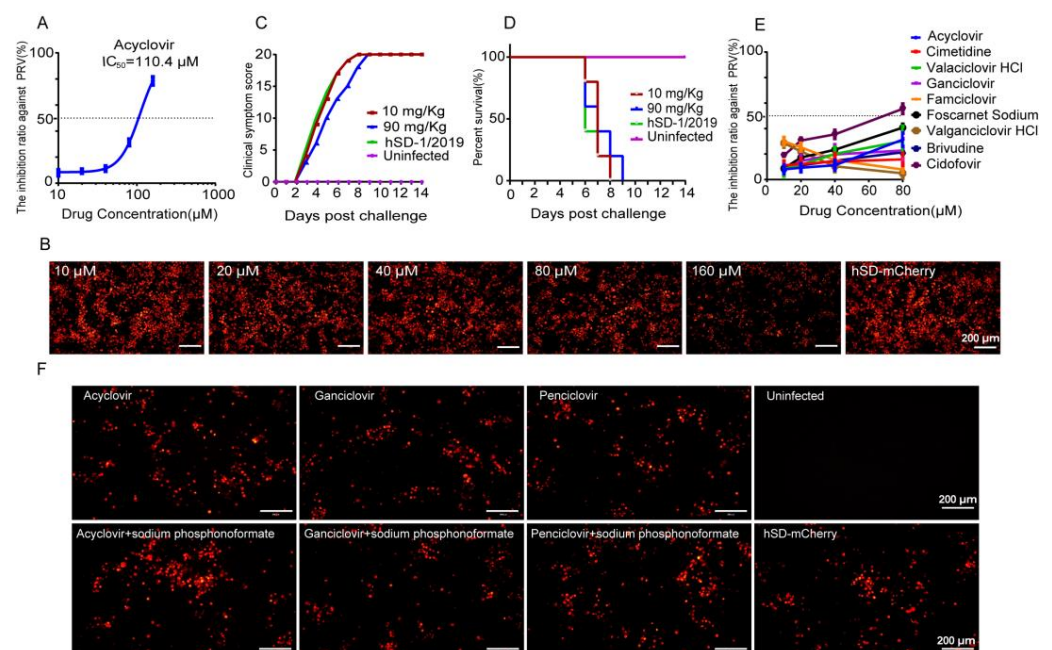 A
Acyclovir
IC50=110.4 μM
The inhibition ratio against PRV(%)
100
50
0
10
100
1000
Drug Concentration(μM)
C
Clinical symptom score
20
16
12
8
4
0
10 mg/Kg
90 mg/Kg
hSD-1/2019
Uninfected
0 2 4 6 8 10 12 14
Days post challenge
D
Percent survival(%)
100
50
0
10 mg/Kg
90 mg/Kg
hSD-1/2019
Uninfected
0 2 4 6 8 10 12 14
Days post challenge
E
The inhibition ratio against PRV(%)
100
50
0
0 20 40 60 80
Drug Concentration(μM)
Acyclovir
Cimetidine
Valaciclovir HCl
Ganciclovir
Famciclovir
Foscarnet Sodium
Valganciclovir HCl
Brivudine
Cidofovir
B
10 μM
20 μM
40 μM
80 μM
160 μM
hSD-mCherry
200 μm
F
Acyclovir
Ganciclovir
Penciclovir
Uninfected
200 μm
Acyclovir+sodium phosphonoformate
Ganciclovir+sodium phosphonoformate
Penciclovir+sodium phosphonoformate
hSD-mCherry
200 μm